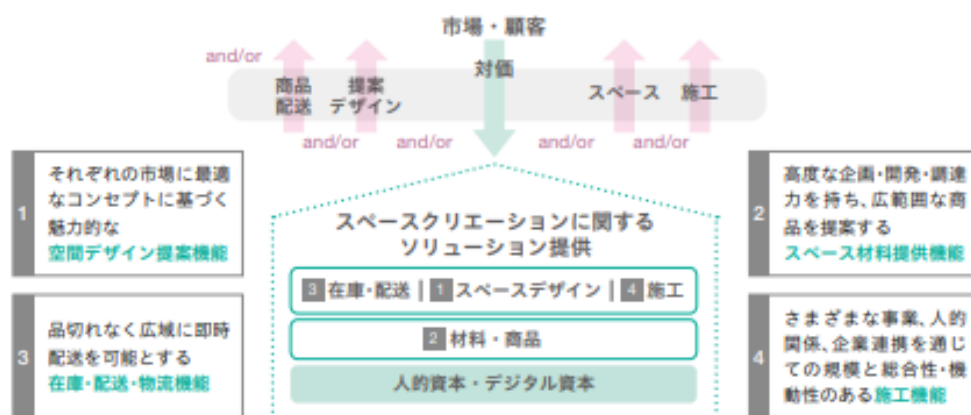 市場・顧客
and/or
対価
商品
配送
提案
デザイン
スペース
施工
and/or
and/or
and/or
and/or
1
それぞれの市場に最適
なコンセプトに基づく
魅力的な
空間デザイン提案機能
2
高度な企画・開発・調達
力を持ち、広範囲な商
品を提案する
スペース材料提供機能
スペースクリエーションに関する
ソリューション提供
3 在庫・配送 | 1 スペースデザイン | 4 施工
2 材料・商品
人的資本・デジタル資本
3
品切れなく広域に即時
配送を可能とする
在庫・配送・物流機能
4
さまざまな事業、人的
関係、企業連携を通じ
ての規模と総合性・機
動性のある施工機能